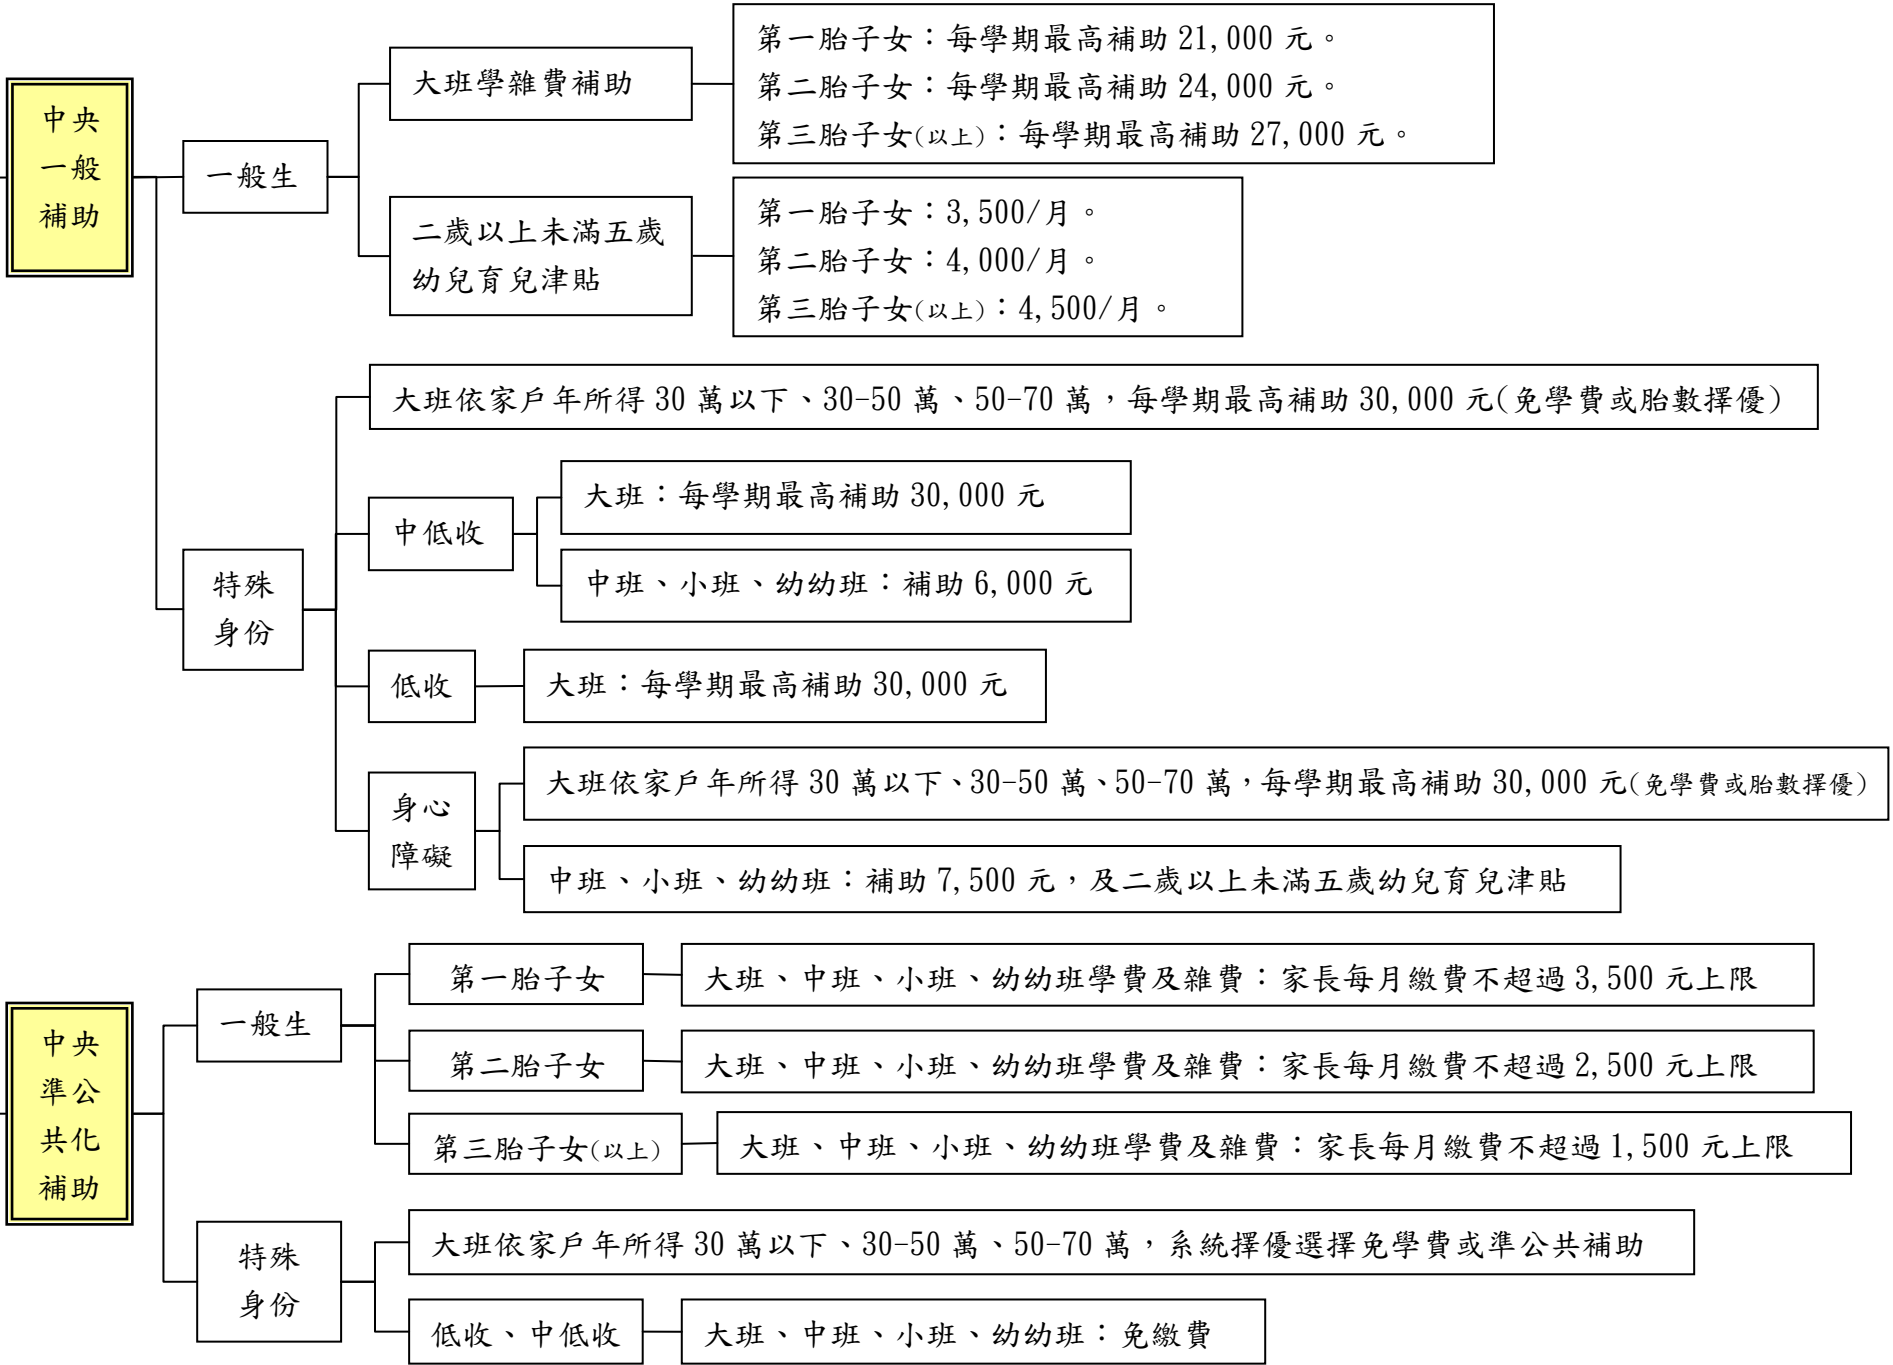 中央
一般
補助
一般生
大班學雜費補助
第一胎子女：每學期最高補助 21,000 元。
第二胎子女：每學期最高補助 24,000 元。
第三胎子女(以上)：每學期最高補助 27,000 元。
二歲以上未滿五歲
幼兒育兒津貼
第一胎子女：3,500/月。
第二胎子女：4,000/月。
第三胎子女(以上)：4,500/月。
特殊
身份
大班依家戶年所得 30 萬以下、30-50 萬、50-70 萬，每學期最高補助 30,000 元(免學費或胎數擇優)
中低收
大班：每學期最高補助 30,000 元
中班、小班、幼幼班：補助 6,000 元
低收
大班：每學期最高補助 30,000 元
身心
障礙
大班依家戶年所得 30 萬以下、30-50 萬、50-70 萬，每學期最高補助 30,000 元(免學費或胎數擇優)
中班、小班、幼幼班：補助 7,500 元，及二歲以上未滿五歲幼兒育兒津貼
中央
準公
共化
補助
一般生
第一胎子女
大班、中班、小班、幼幼班學費及雜費：家長每月繳費不超過 3,500 元上限
第二胎子女
大班、中班、小班、幼幼班學費及雜費：家長每月繳費不超過 2,500 元上限
第三胎子女(以上)
大班、中班、小班、幼幼班學費及雜費：家長每月繳費不超過 1,500 元上限
特殊
身份
大班依家戶年所得 30 萬以下、30-50 萬、50-70 萬，系統擇優選擇免學費或準公共補助
低收、中低收
大班、中班、小班、幼幼班：免繳費